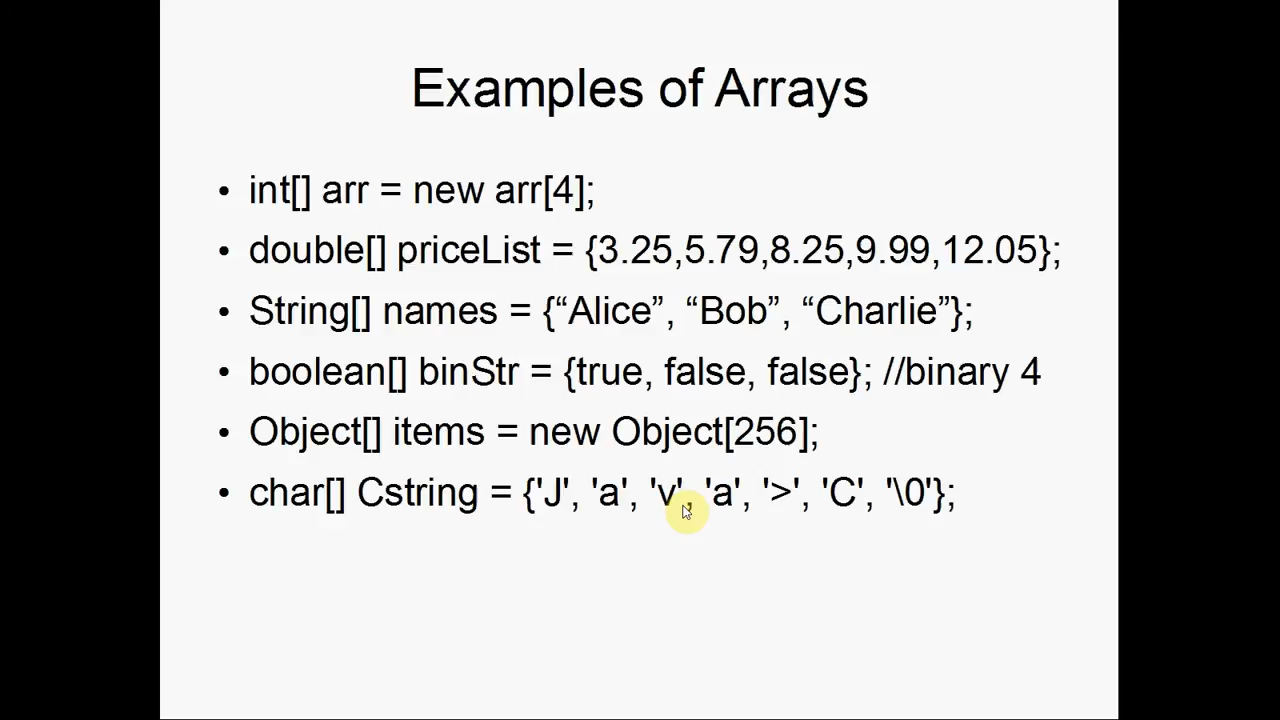 Examples of Arrays
• int[] arr = new arr[4];
• double[] priceList = {3.25,5.79,8.25,9.99,12.05};
• String[] names = {“Alice”, “Bob”, “Charlie”};
• boolean[] binStr = {true, false, false}; //binary 4
• Object[] items = new Object[256];
• char[] Cstring = {'J', 'a', 'v', 'a', '>', 'C', '\0'};